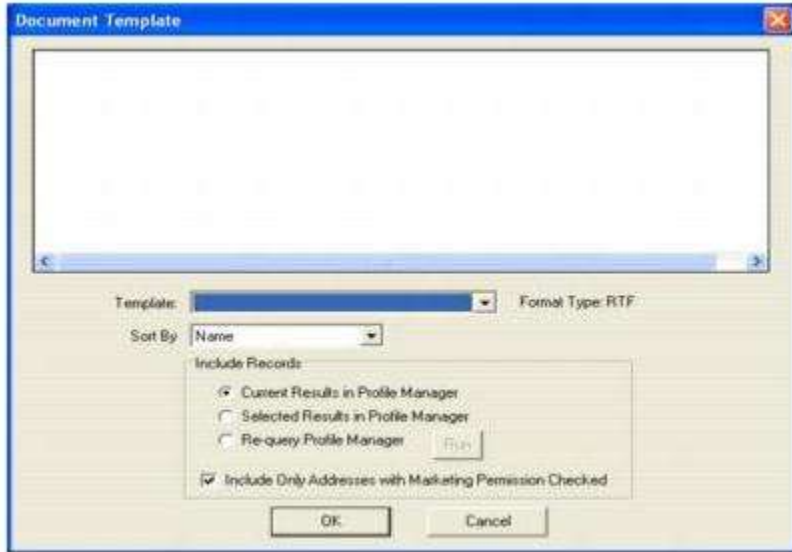 Document Template
Template:
Format Type: RTF
Sort By
Name
Include Records
Current Results in Profile Manager
Selected Results in Profile Manager
Re-query Profile Manager
Run
Include Only Addresses with Marketing Permission Checked
OK
Cancel